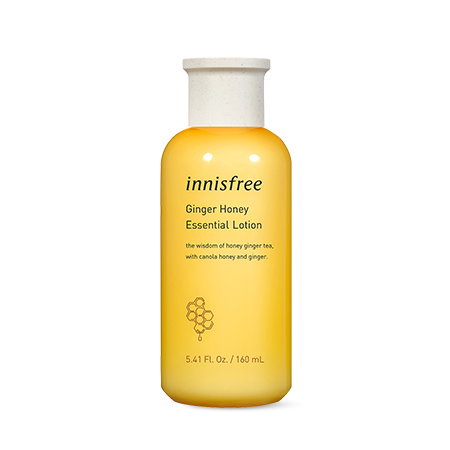 innisfree
Ginger Honey
Essential Lotion
the wisdom of honey ginger tea,
with canola honey and ginger.
5.41 Fl. Oz. / 160 mL